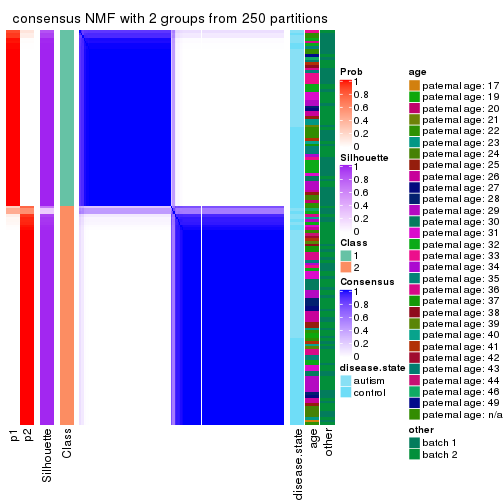 consensus NMF with 2 groups from 250 partitions
p1
p2
Silhouette
Class
disease.state
age
other
Prob
1
0.8
0.6
0.4
0.2
0
Silhouette
1
0.8
0.6
0.4
0.2
0
Class
1
2
Consensus
1
0.8
0.6
0.4
0.2
0
disease.state
autism
control
age
paternal age: 17
paternal age: 19
paternal age: 20
paternal age: 21
paternal age: 22
paternal age: 23
paternal age: 24
paternal age: 25
paternal age: 26
paternal age: 27
paternal age: 28
paternal age: 29
paternal age: 30
paternal age: 31
paternal age: 32
paternal age: 33
paternal age: 34
paternal age: 35
paternal age: 36
paternal age: 37
paternal age: 38
paternal age: 39
paternal age: 40
paternal age: 41
paternal age: 42
paternal age: 43
paternal age: 44
paternal age: 46
paternal age: 49
paternal age: n/a
other
batch 1
batch 2